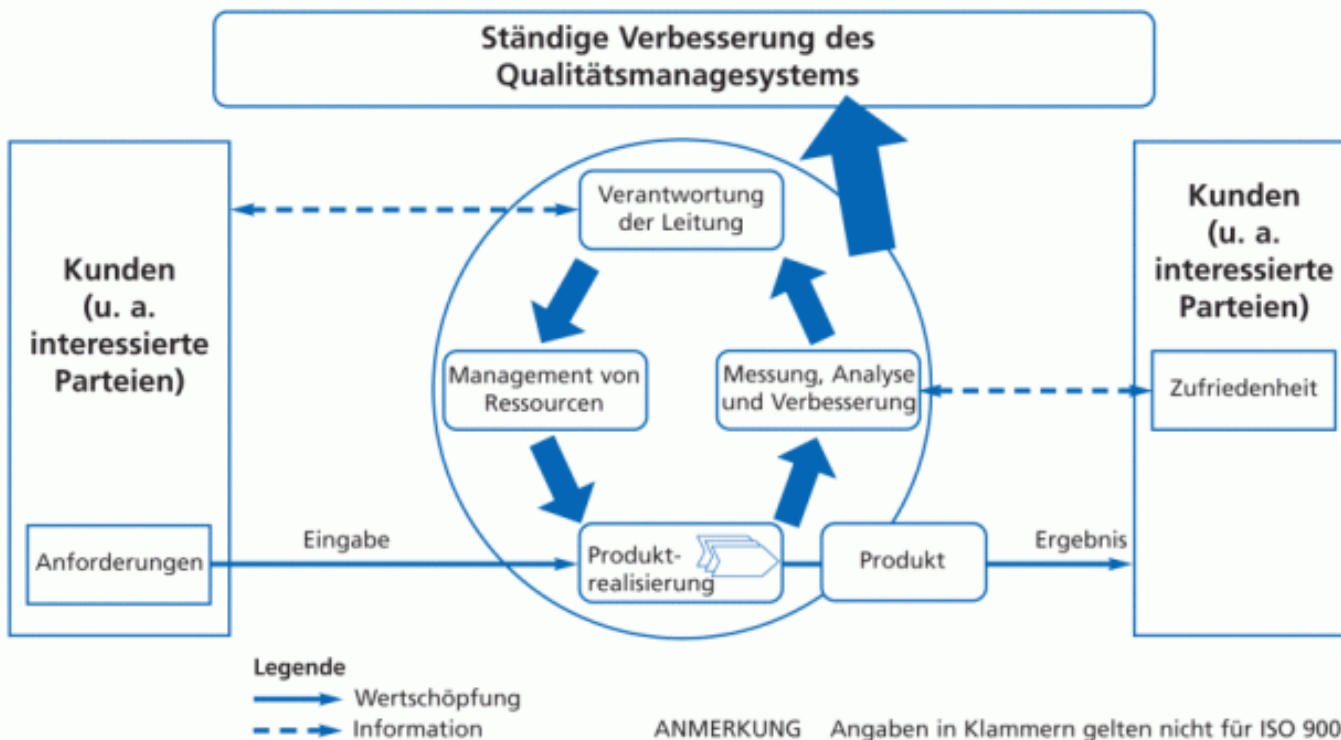 Ständige Verbesserung des
Qualitätsmanagesystems
Kunden
(u. a.
interessierte
Parteien)
Anforderungen
Eingabe
Verantwortung
der Leitung
Management von
Ressourcen
Messung, Analyse
und Verbesserung
Produkt-
realisierung
Produkt
Ergebnis
Kunden
(u. a.
interessierte
Parteien)
Zufriedenheit
Legende
Wertschöpfung
Information
ANMERKUNG Angaben in Klammern gelten nicht für ISO 900